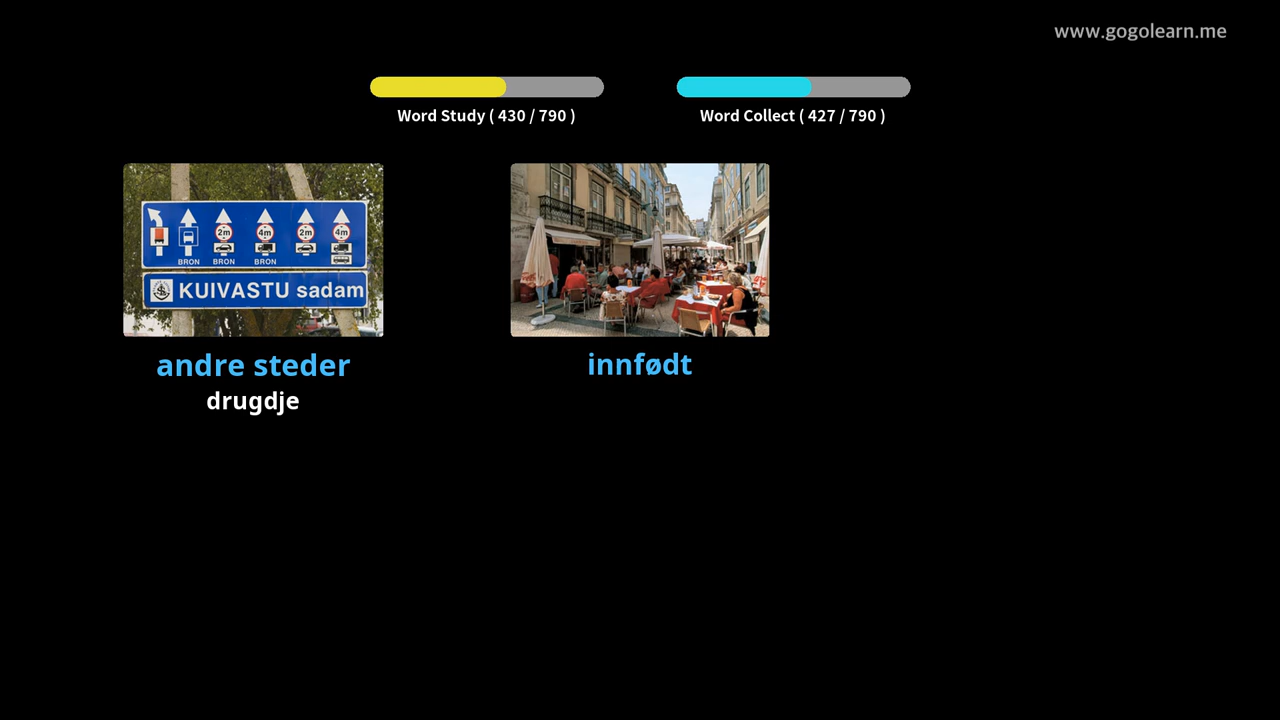 www.gogolearn.me
Word Study ( 430 / 790 )
Word Collect ( 427 / 790 )
2m 4m 2m 4m
BRON BRON BRON
KUIVASTU sadam
andre steder
drugdje
innfødt